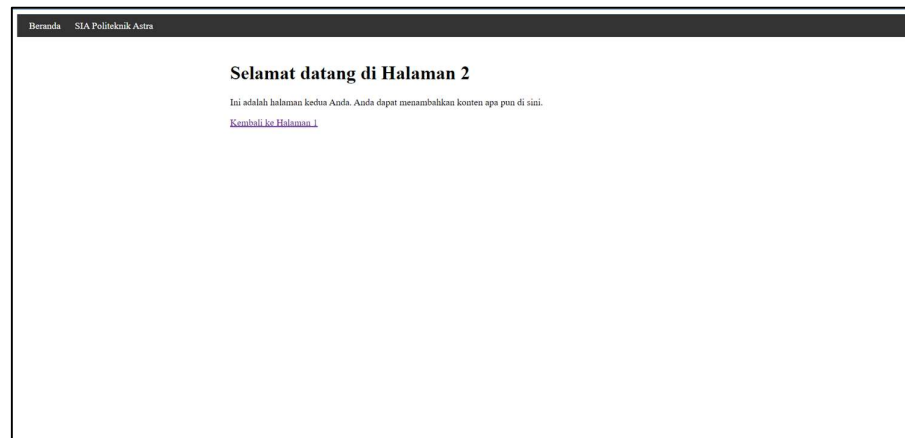 Beranda SIA Politeknik Astra
Selamat datang di Halaman 2
Ini adalah halaman kedua Anda. Anda dapat menambahkan konten apa pun di sini.
Kembali ke Halaman 1